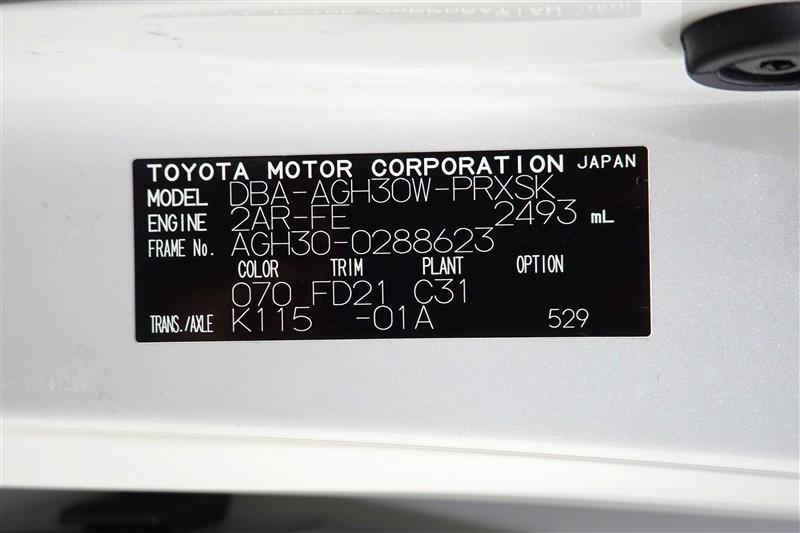 TOYOTA MOTOR CORPORATION JAPAN
MODEL DBA-AGH30W-PRXSK
ENGINE 2AR-FE 2493 mL
FRAME No. AGH30-0288623
COLOR TRIM PLANT OPTION
070 FD21 C31
TRANS./AXLE K115 -01A 529